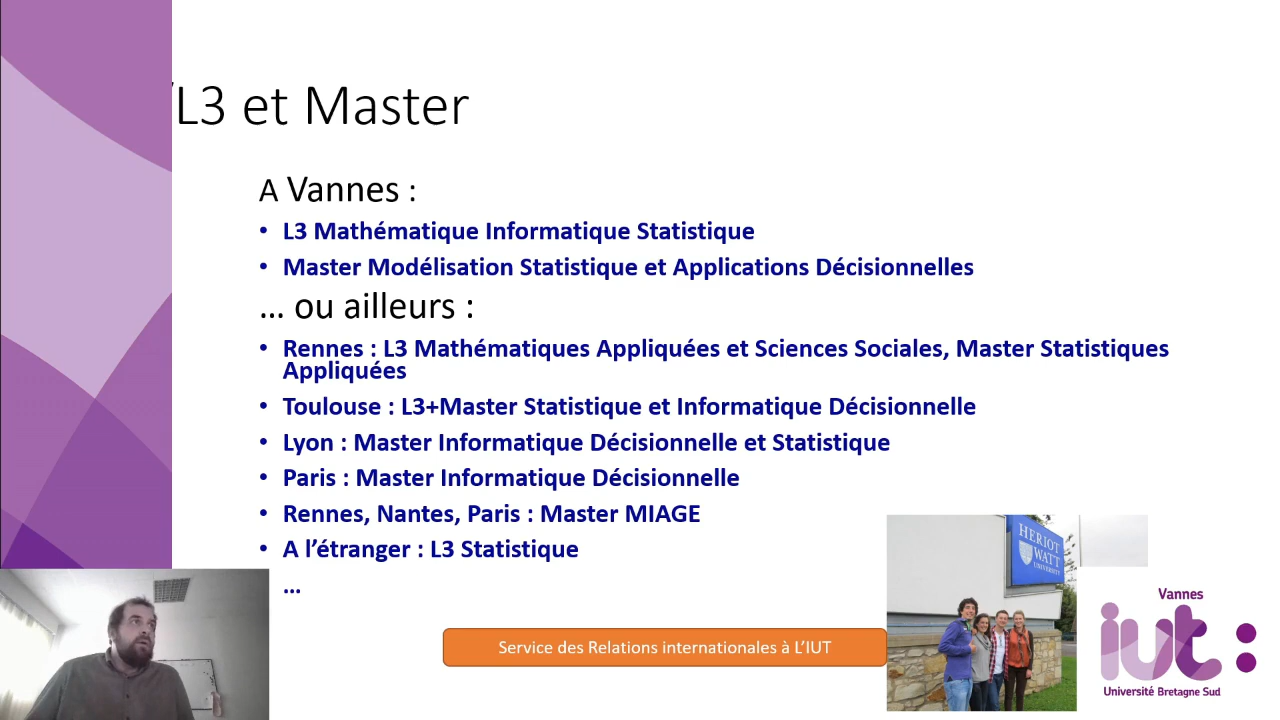 L3 et Master
A Vannes :
• L3 Mathématique Informatique Statistique
• Master Modélisation Statistique et Applications Décisionnelles
... ou ailleurs :
• Rennes : L3 Mathématiques Appliquées et Sciences Sociales, Master Statistiques
Appliquées
• Toulouse : L3+Master Statistique et Informatique Décisionnelle
• Lyon : Master Informatique Décisionnelle et Statistique
• Paris : Master Informatique Décisionnelle
• Rennes, Nantes, Paris : Master MIAGE
• A l’étranger : L3 Statistique
...
Service des Relations internationales à L’IUT
HERIOT
WATT
UNIVERSITY
Vannes
iut:
Université Bretagne Sud